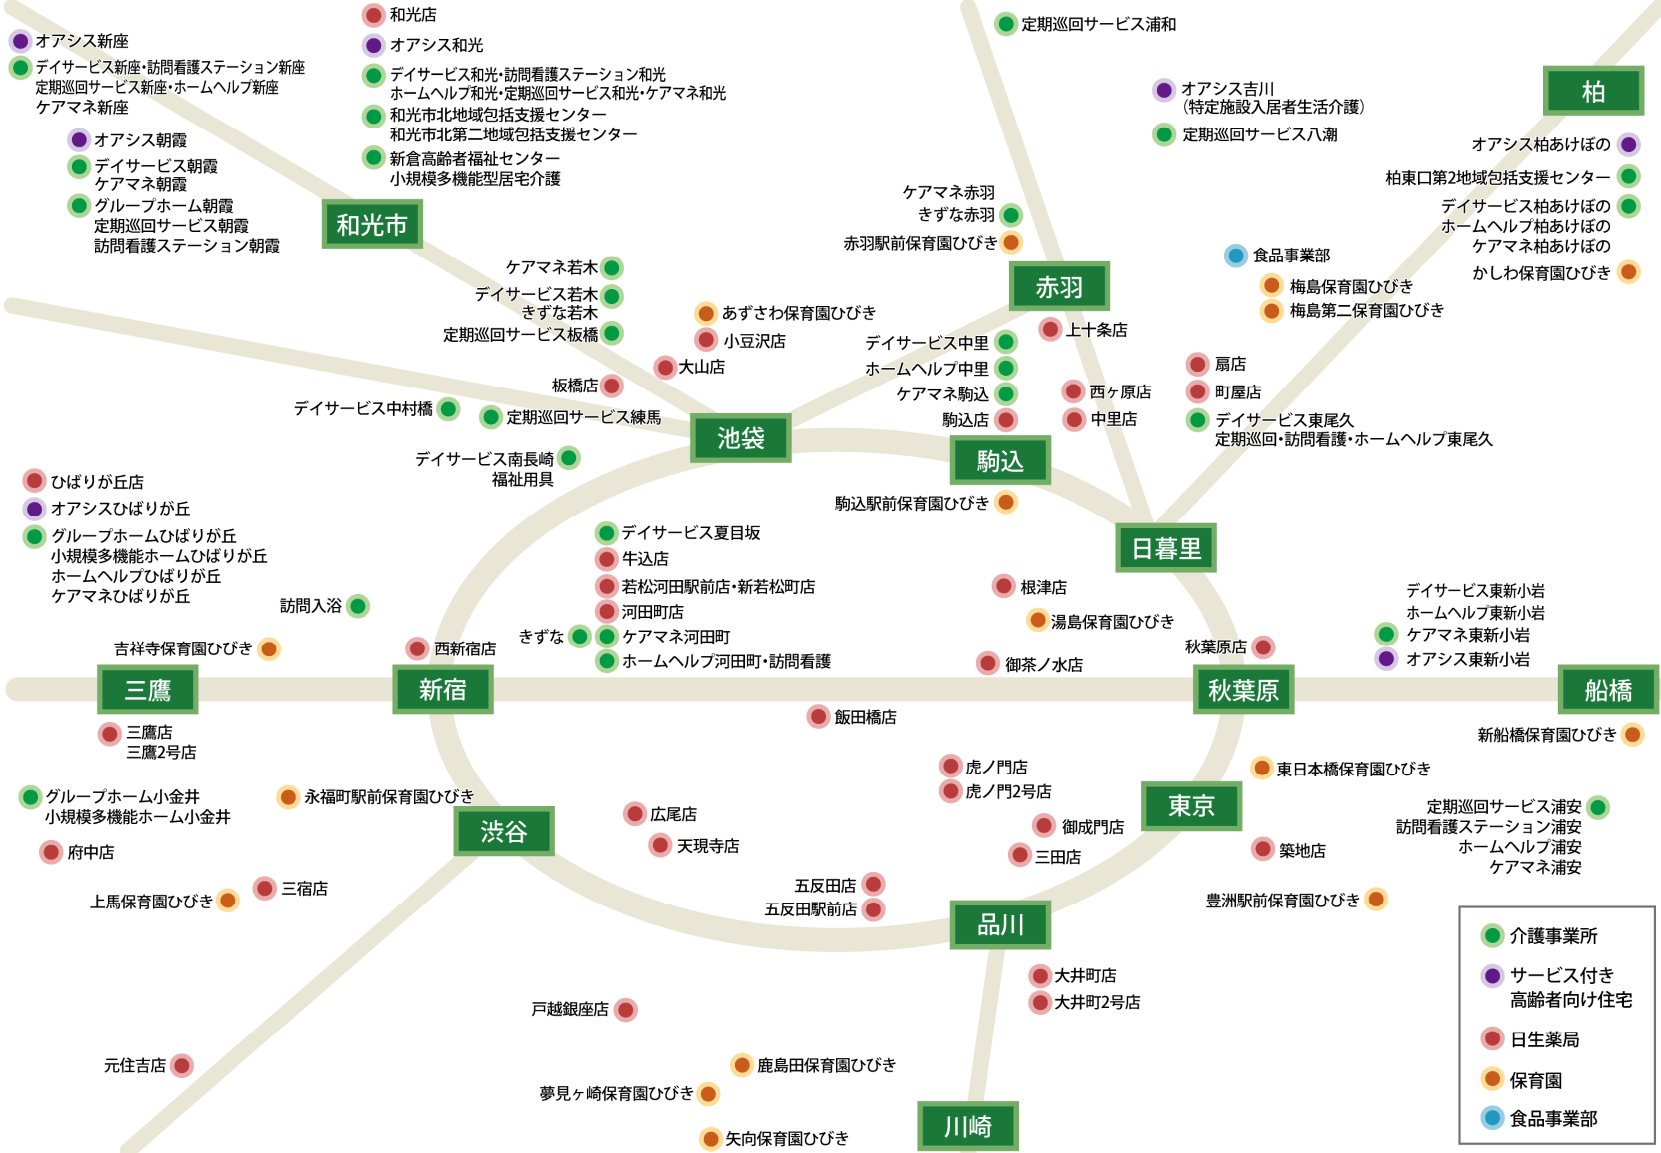 和光店
オアシス和光
デイサービス和光・訪問看護ステーション和光
ホームヘルプ和光・定期巡回サービス和光・ケアマネ和光
和光市北地域包括支援センター
和光市北第二地域包括支援センター
新倉高齢者福祉センター
小規模多機能型居宅介護
オアシス新座
デイサービス新座・訪問看護ステーション新座
定期巡回サービス新座・ホームヘルプ新座
ケアマネ新座
オアシス朝霞
デイサービス朝霞
ケアマネ朝霞
グループホーム朝霞
定期巡回サービス朝霞
訪問看護ステーション朝霞
和光市
定期巡回サービス浦和
オアシス吉川
（特定施設入居者生活介護）
定期巡回サービス八潮
柏
オアシス柏あけぼの
柏東口第2地域包括支援センター
デイサービス柏あけぼの
ホームヘルプ柏あけぼの
ケアマネ柏あけぼの
かしわ保育園ひびき
ケアマネ赤羽
きずな赤羽
赤羽駅前保育園ひびき
赤羽
上十条店
食品事業部
梅島保育園ひびき
梅島第二保育園ひびき
ケアマネ若木
デイサービス若木
きずな若木
定期巡回サービス板橋
あずさわ保育園ひびき
小豆沢店
大山店
板橋店
デイサービス中村橋
定期巡回サービス練馬
池袋
デイサービス中里
ホームヘルプ中里
ケアマネ駒込
駒込店
西ヶ原店
中里店
扇店
町屋店
デイサービス東尾久
定期巡回・訪問看護・ホームヘルプ東尾久
駒込
デイサービス南長崎
福祉用具
駒込駅前保育園ひびき
日暮里
ひばりが丘店
オアシスひばりが丘
グループホームひばりが丘
小規模多機能ホームひばりが丘
ホームヘルプひばりが丘
ケアマネひばりが丘
訪問入浴
デイサービス夏目坂
牛込店
若松河田駅前店・新若松町店
河田町店
きずな
ケアマネ河田町
ホームヘルプ河田町・訪問看護
根津店
湯島保育園ひびき
御茶ノ水店
秋葉原店
デイサービス東新小岩
ホームヘルプ東新小岩
ケアマネ東新小岩
オアシス東新小岩
吉祥寺保育園ひびき
西新宿店
三鷹
新宿
秋葉原
船橋
三鷹店
三鷹2号店
飯田橋店
新船橋保育園ひびき
グループホーム小金井
小規模多機能ホーム小金井
永福町駅前保育園ひびき
府中店
渋谷
広尾店
天現寺店
虎ノ門店
虎ノ門2号店
御成門店
三田店
東日本橋保育園ひびき
東京
築地店
定期巡回サービス浦安
訪問看護ステーション浦安
ホームヘルプ浦安
ケアマネ浦安
上馬保育園ひびき
三宿店
五反田店
五反田駅前店
豊洲駅前保育園ひびき
品川
大井町店
大井町2号店
戸越銀座店
元住吉店
鹿島田保育園ひびき
夢見ヶ崎保育園ひびき
矢向保育園ひびき
川崎
介護事業所
サービス付き
高齢者向け住宅
日生薬局
保育園
食品事業部